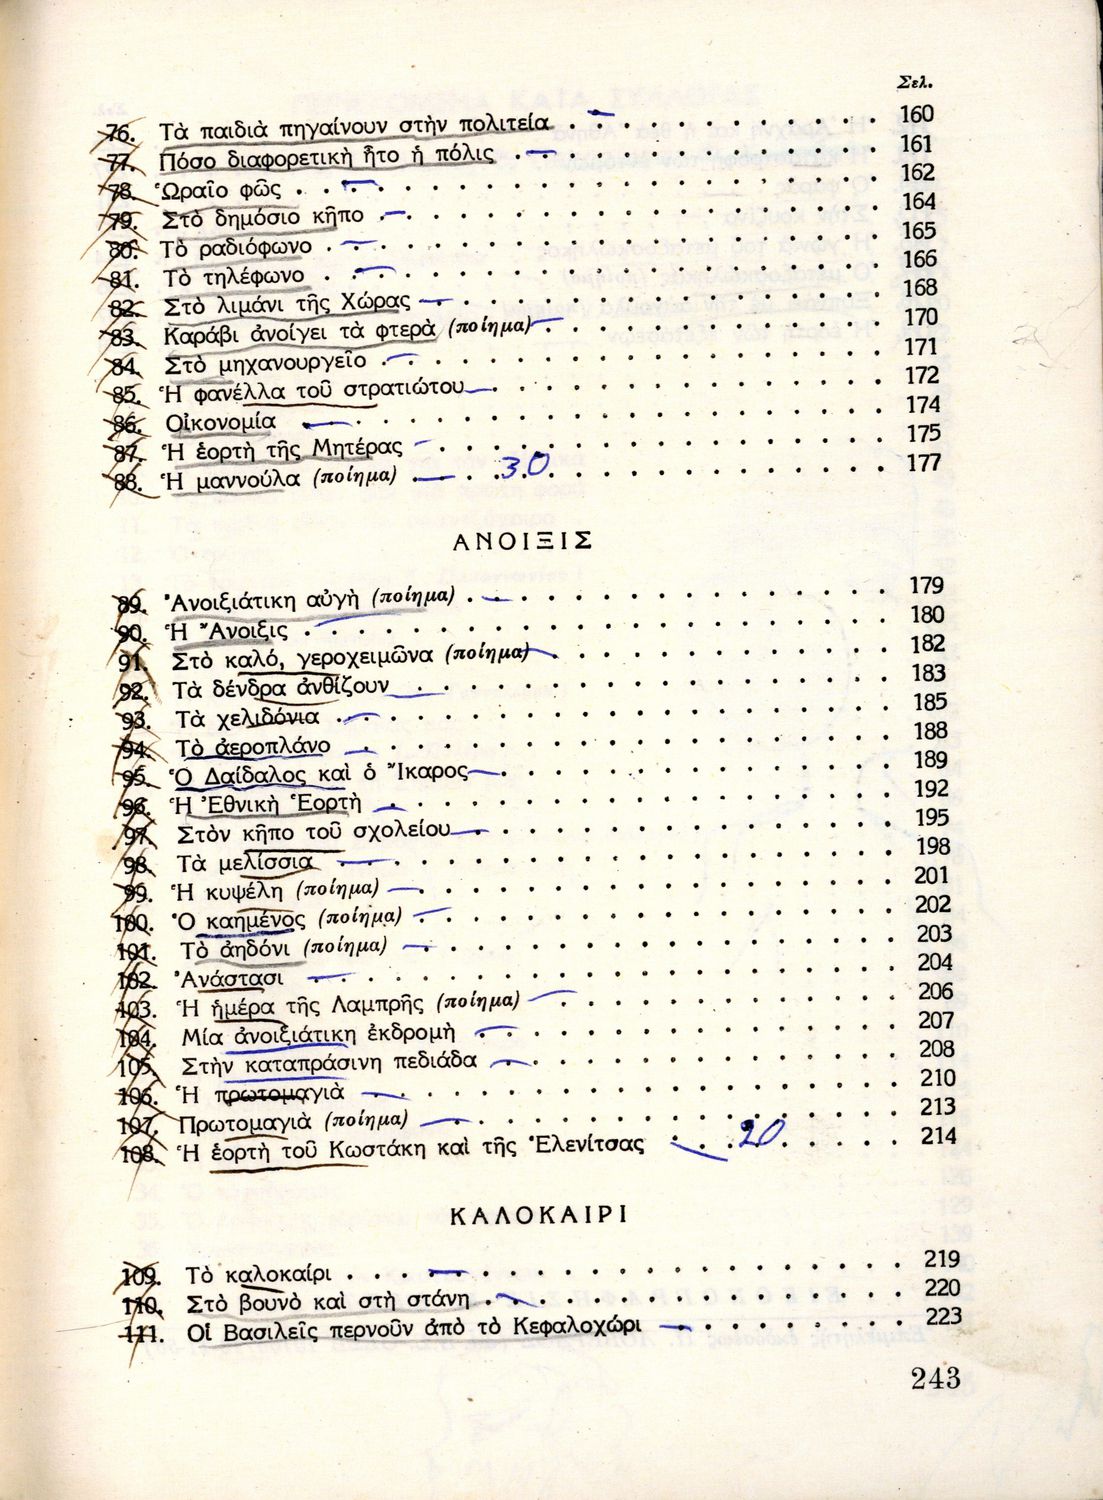 Σελ.
76. Τὰ παιδιὰ πηγαίνουν στὴν πολιτεία . . . . . . . . . . . 160
77. Πόσο διαφορετικὴ ἦτο ἡ πόλις . . . . . . . . . . . . 161
78. Ὡραῖο φῶς . . . . . . . . . . . . . . . . . . . . 162
79. Στὸ δημόσιο κῆπο . . . . . . . . . . . . . . . . . 164
80. Τὸ ραδιόφωνο . . . . . . . . . . . . . . . . . . . 165
81. Τὸ τηλέφωνο . . . . . . . . . . . . . . . . . . . 166
82. Στὸ λιμάνι τῆς Χώρας . . . . . . . . . . . . . . . . 168
83. Καράβι ἀνοίγει τὰ φτερὰ (ποίημα) . . . . . . . . . . . 170
84. Στὸ μηχανουργεῖο . . . . . . . . . . . . . . . . . 171
85. Ἡ φανέλλα τοῦ στρατιώτου . . . . . . . . . . . . . . 172
86. Οἰκονομία . . . . . . . . . . . . . . . . . . . . 174
87. Ἡ ἑορτὴ τῆς Μητέρας . . . . . . . . . . . . . . . . 175
88. Ἡ μαννούλα (ποίημα) . . . 30 . . . . . . . . . . . . 177
ΑΝΟΙΞΙΣ
89. Ἀνοιξιάτικη αὐγὴ (ποίημα) . . . . . . . . . . . . . . 179
90. Ἡ Ἄνοιξις . . . . . . . . . . . . . . . . . . . . 180
91. Στὸ καλό, γεροχειμῶνα (ποίημα) . . . . . . . . . . . . 182
92. Τὰ δένδρα ἀνθίζουν . . . . . . . . . . . . . . . . 183
93. Τὰ χελιδόνια . . . . . . . . . . . . . . . . . . . 185
94. Τὸ ἀεροπλάνο . . . . . . . . . . . . . . . . . . . 188
95. Ὁ Δαίδαλος καὶ ὁ Ἴκαρος . . . . . . . . . . . . . . 189
96. Ἡ Ἐθνικὴ Ἑορτὴ . . . . . . . . . . . . . . . . . . 192
97. Στὸν κῆπο τοῦ σχολείου . . . . . . . . . . . . . . . 195
98. Τὰ μελίσσια . . . . . . . . . . . . . . . . . . . 198
99. Ἡ κυψέλη (ποίημα) . . . . . . . . . . . . . . . . . 201
100. Ὁ καημένος (ποίημα) . . . . . . . . . . . . . . . . 202
101. Τὸ ἀηδόνι (ποίημα) . . . . . . . . . . . . . . . . 203
102. Ἀνάστασι . . . . . . . . . . . . . . . . . . . . 204
103. Ἡ ἡμέρα τῆς Λαμπρῆς (ποίημα) . . . . . . . . . . . . 206
104. Μία ἀνοιξιάτικη ἐκδρομὴ . . . . . . . . . . . . . . 207
105. Στὴν καταπράσινη πεδιάδα . . . . . . . . . . . . . . 208
106. Ἡ πρωτομαγιὰ . . . . . . . . . . . . . . . . . . . 210
107. Πρωτομαγιὰ (ποίημα) . . . . . . . . . . . . . . . . 213
108. Ἡ ἑορτὴ τοῦ Κωστάκη καὶ τῆς Ἑλενίτσας . . . 20 . . . . . 214
ΚΑΛΟΚΑΙΡΙ
109. Τὸ καλοκαίρι . . . . . . . . . . . . . . . . . . . 219
110. Στὸ βουνὸ καὶ στὴ στάνη . . . . . . . . . . . . . . 220
111. Οἱ Βασιλεῖς περνοῦν ἀπὸ τὸ Κεφαλοχώρι . . . . . . . . . 223
243